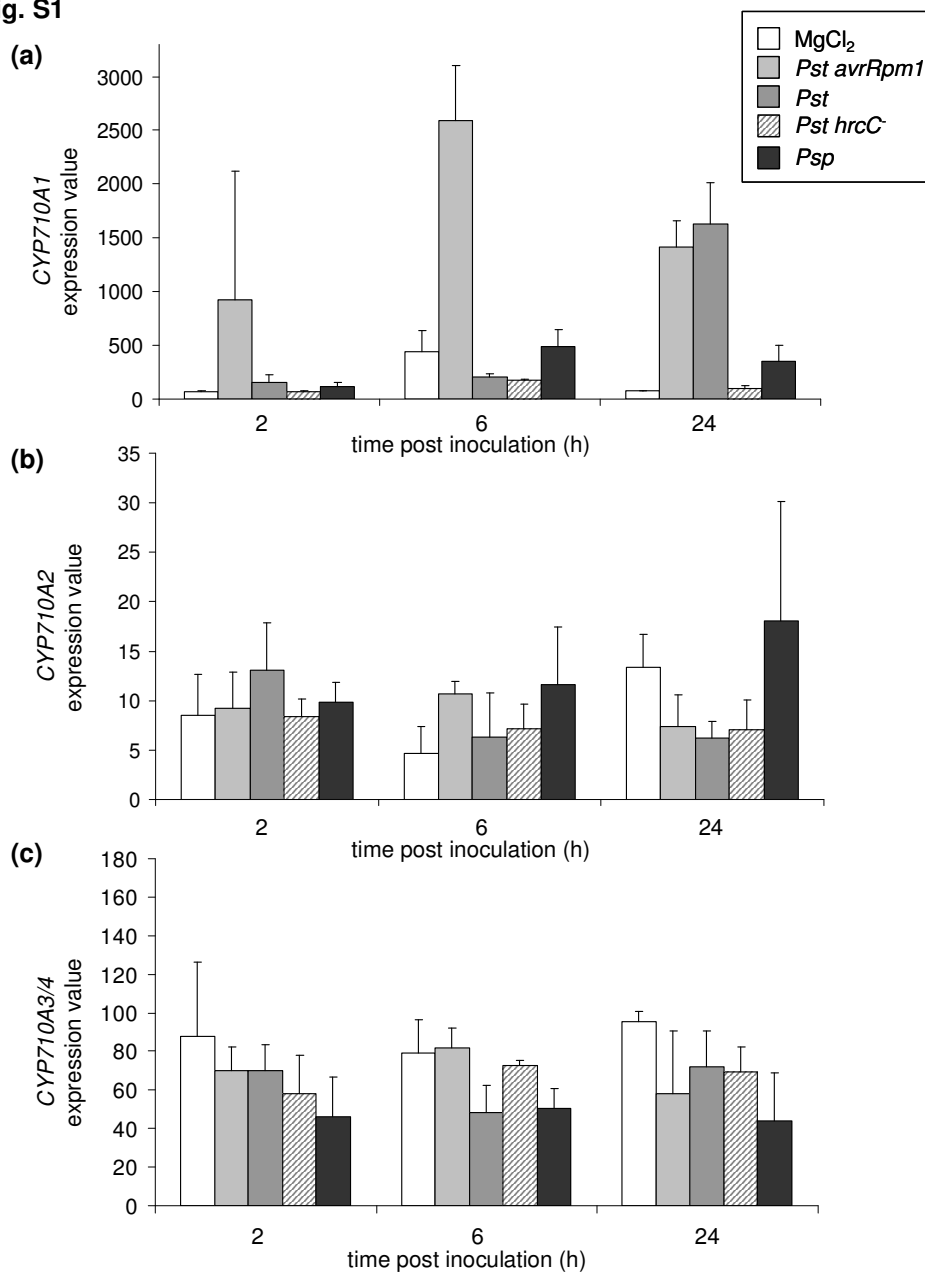 g. S1
(a)
MgCl₂
Pst avrRpm1
Pst
Pst hrcC⁻
Psp
CYP710A1
expression value
3000
2500
2000
1500
1000
500
0
2 6 24
time post inoculation (h)
(b)
CYP710A2
expression value
35
30
25
20
15
10
5
0
2 6 24
time post inoculation (h)
(c)
CYP710A3/4
expression value
180
160
140
120
100
80
60
40
20
0
2 6 24
time post inoculation (h)